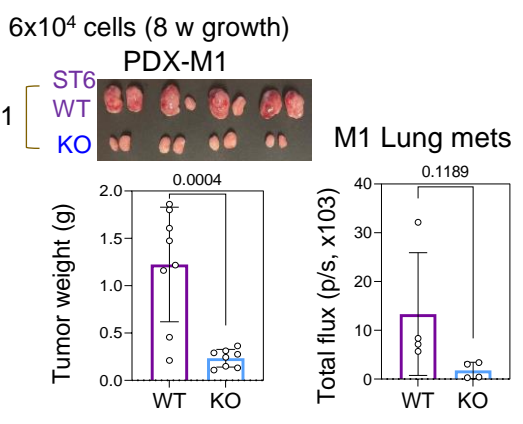 6x10⁴ cells (8 w growth)
PDX-M1
ST6
WT
1
KO
M1 Lung mets
0.0004
Tumor weight (g)
2.0
1.5
1.0
0.5
0.0
WT KO
0.1189
Total flux (p/s, x103)
40
30
20
10
0
WT KO